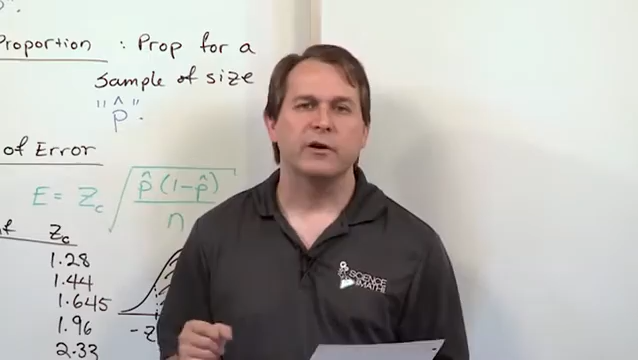 Proportion : Prop for a
sample of size
"p̂".
of Error
E = Zc √ p̂ (1-p̂) / n
Zc
1.28
1.44
1.645
1.96
2.33
-z
SCIENCE
MATH